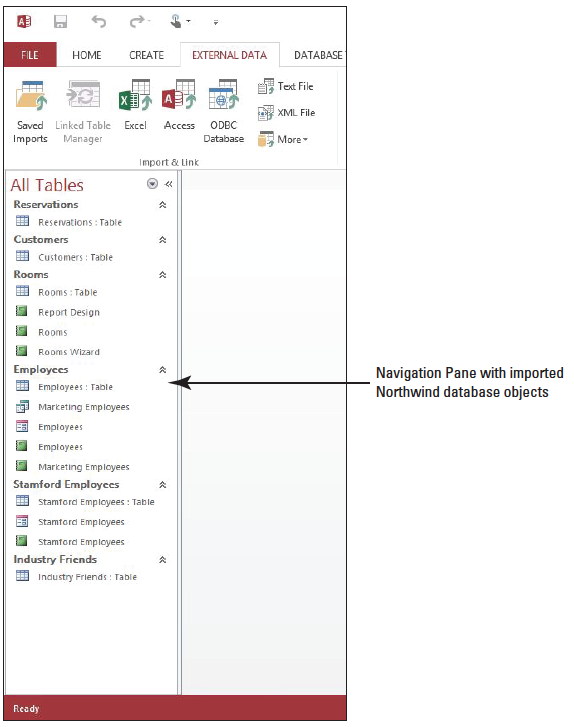 FILE HOME CREATE EXTERNAL DATA DATABASE
Saved Imports
Linked Table Manager
Excel
Access
ODBC Database
Text File
XML File
More
Import & Link
All Tables
Reservations
Reservations : Table
Customers
Customers : Table
Rooms
Rooms : Table
Report Design
Rooms
Rooms Wizard
Employees
Employees : Table
Marketing Employees
Employees
Employees
Marketing Employees
Stamford Employees
Stamford Employees : Table
Stamford Employees
Stamford Employees
Industry Friends
Industry Friends : Table
Navigation Pane with imported
Northwind database objects
Ready